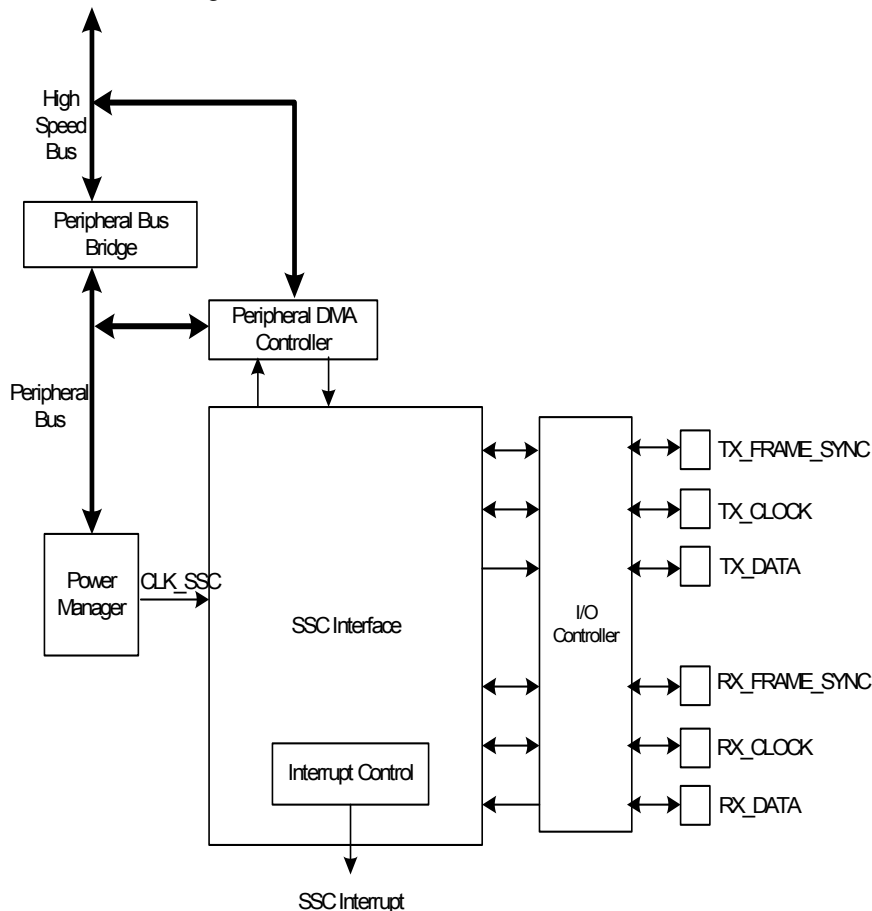 High
Speed
Bus
Peripheral Bus
Bridge
Peripheral DMA
Controller
Peripheral
Bus
Power
Manager
CLK_SSC
SSC Interface
I/O
Controller
Interrupt Control
SSC Interrupt
TX_FRAME_SYNC
TX_CLOCK
TX_DATA
RX_FRAME_SYNC
RX_CLOCK
RX_DATA